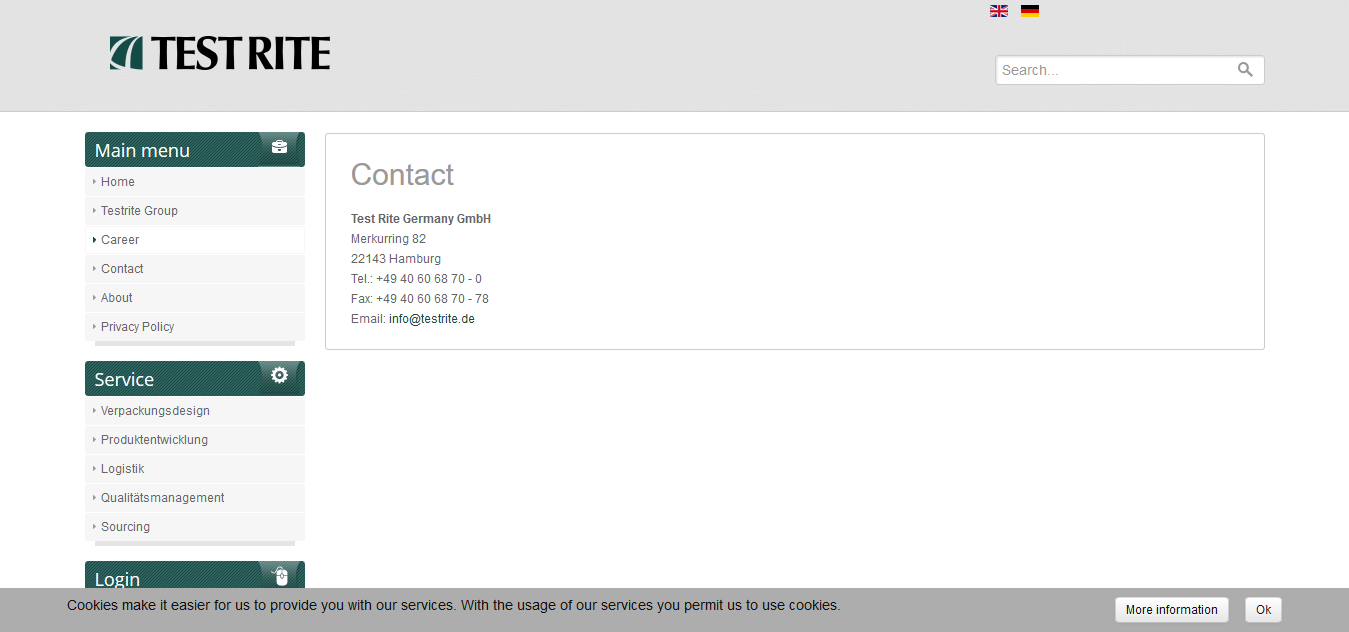 TEST RITE
Search...
Main menu
Home
Testrite Group
Career
Contact
About
Privacy Policy
Service
Verpackungsdesign
Produktentwicklung
Logistik
Qualitätsmanagement
Sourcing
Login
Contact
Test Rite Germany GmbH
Merkurring 82
22143 Hamburg
Tel.: +49 40 60 68 70 - 0
Fax: +49 40 60 68 70 - 78
Email: info@testrite.de
Cookies make it easier for us to provide you with our services. With the usage of our services you permit us to use cookies.
More information
Ok